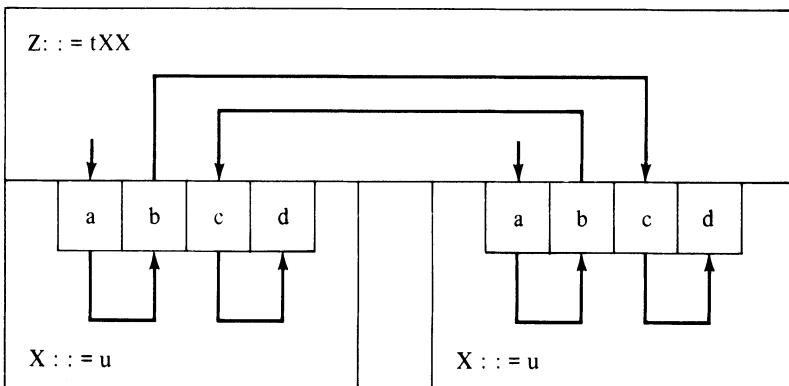 Z: : = tXX
a b c d a b c d
X : : = u X : : = u